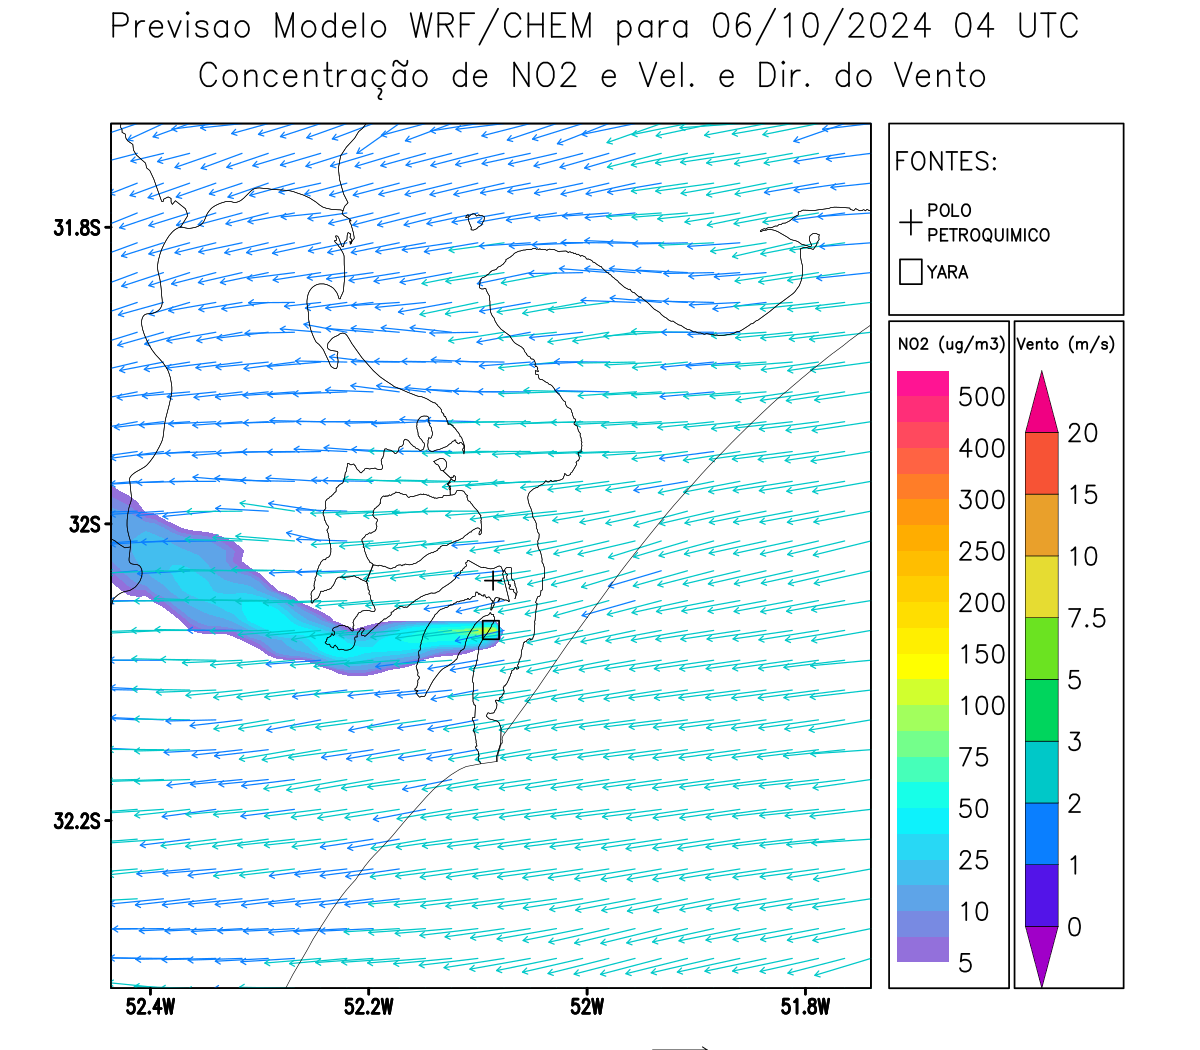 Previsao Modelo WRF/CHEM para 06/10/2024 04 UTC
Concentração de NO2 e Vel. e Dir. do Vento
FONTES:
POLO
PETROQUIMICO
YARA
NO2 (ug/m3)
500
400
300
250
200
150
100
75
50
25
10
5
Vento (m/s)
20
15
10
7.5
5
3
2
1
0
31.8S
32S
32.2S
52.4W
52.2W
52W
51.8W